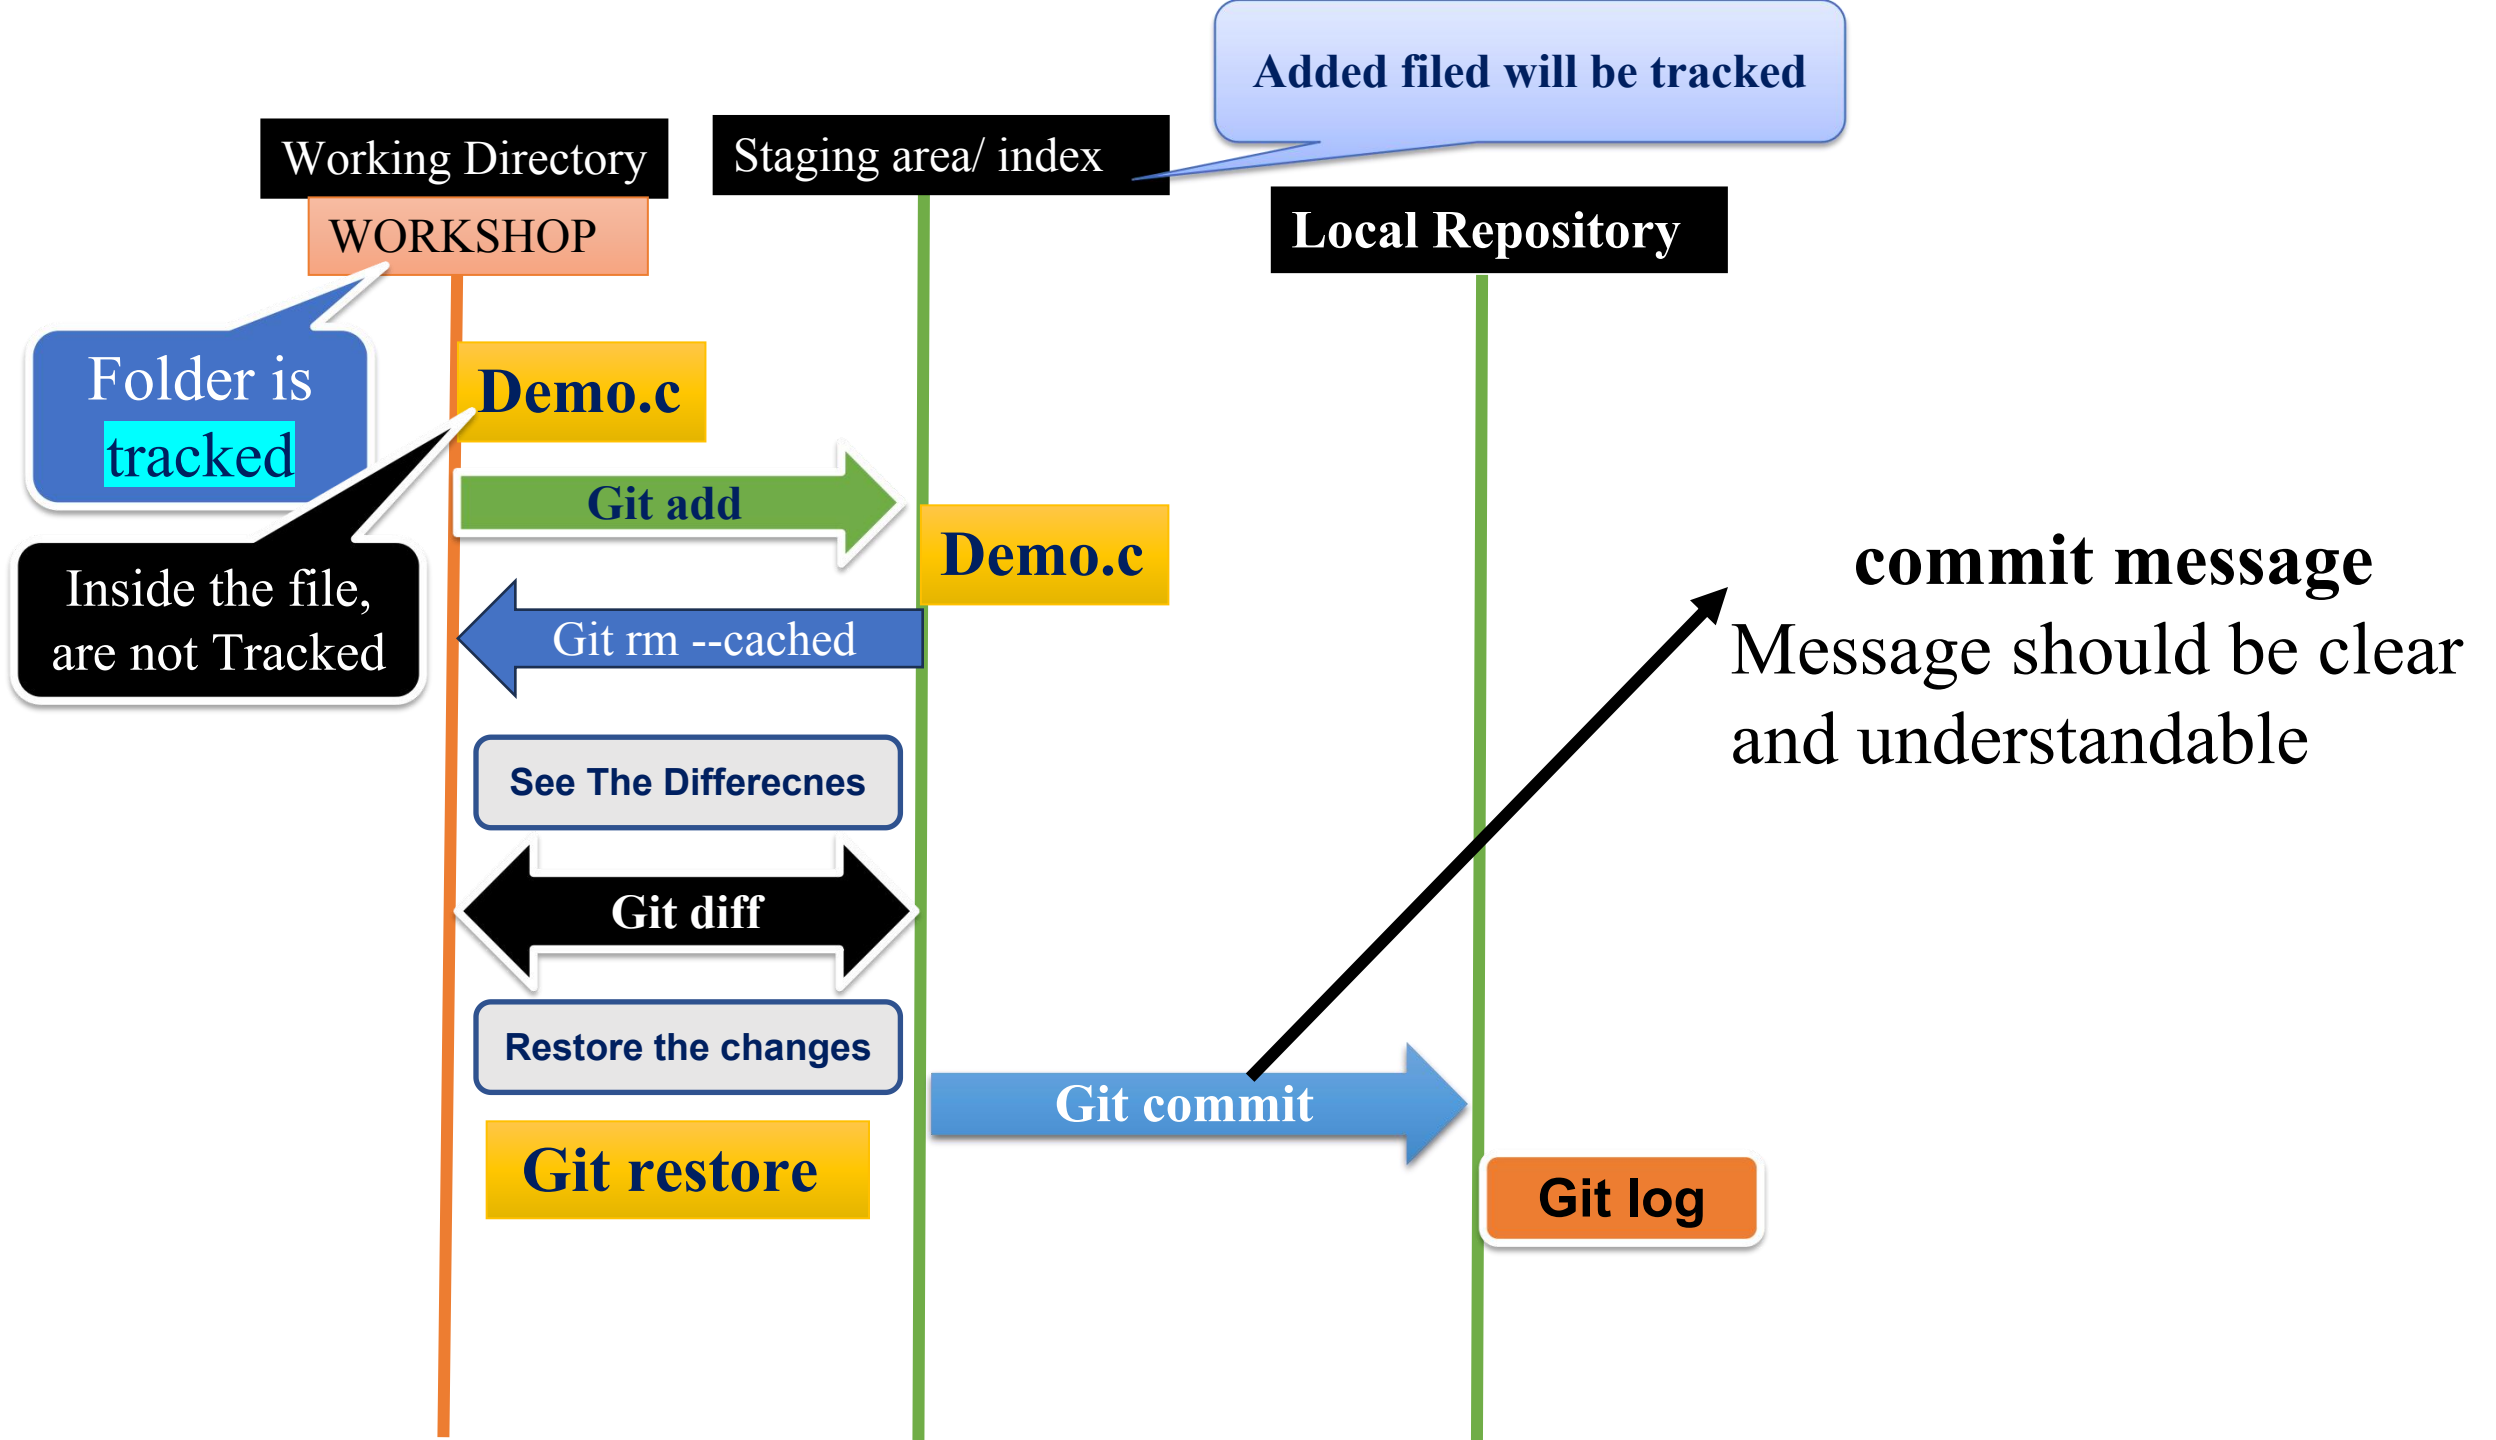 Added filed will be tracked
Working Directory
Staging area/ index
WORKSHOP
Local Repository
Folder is
tracked
Demo.c
Git add
Demo.c
Inside the file,
are not Tracked
Git rm --cached
commit message
Message should be clear
and understandable
See The Differecnes
Git diff
Restore the changes
Git commit
Git restore
Git log